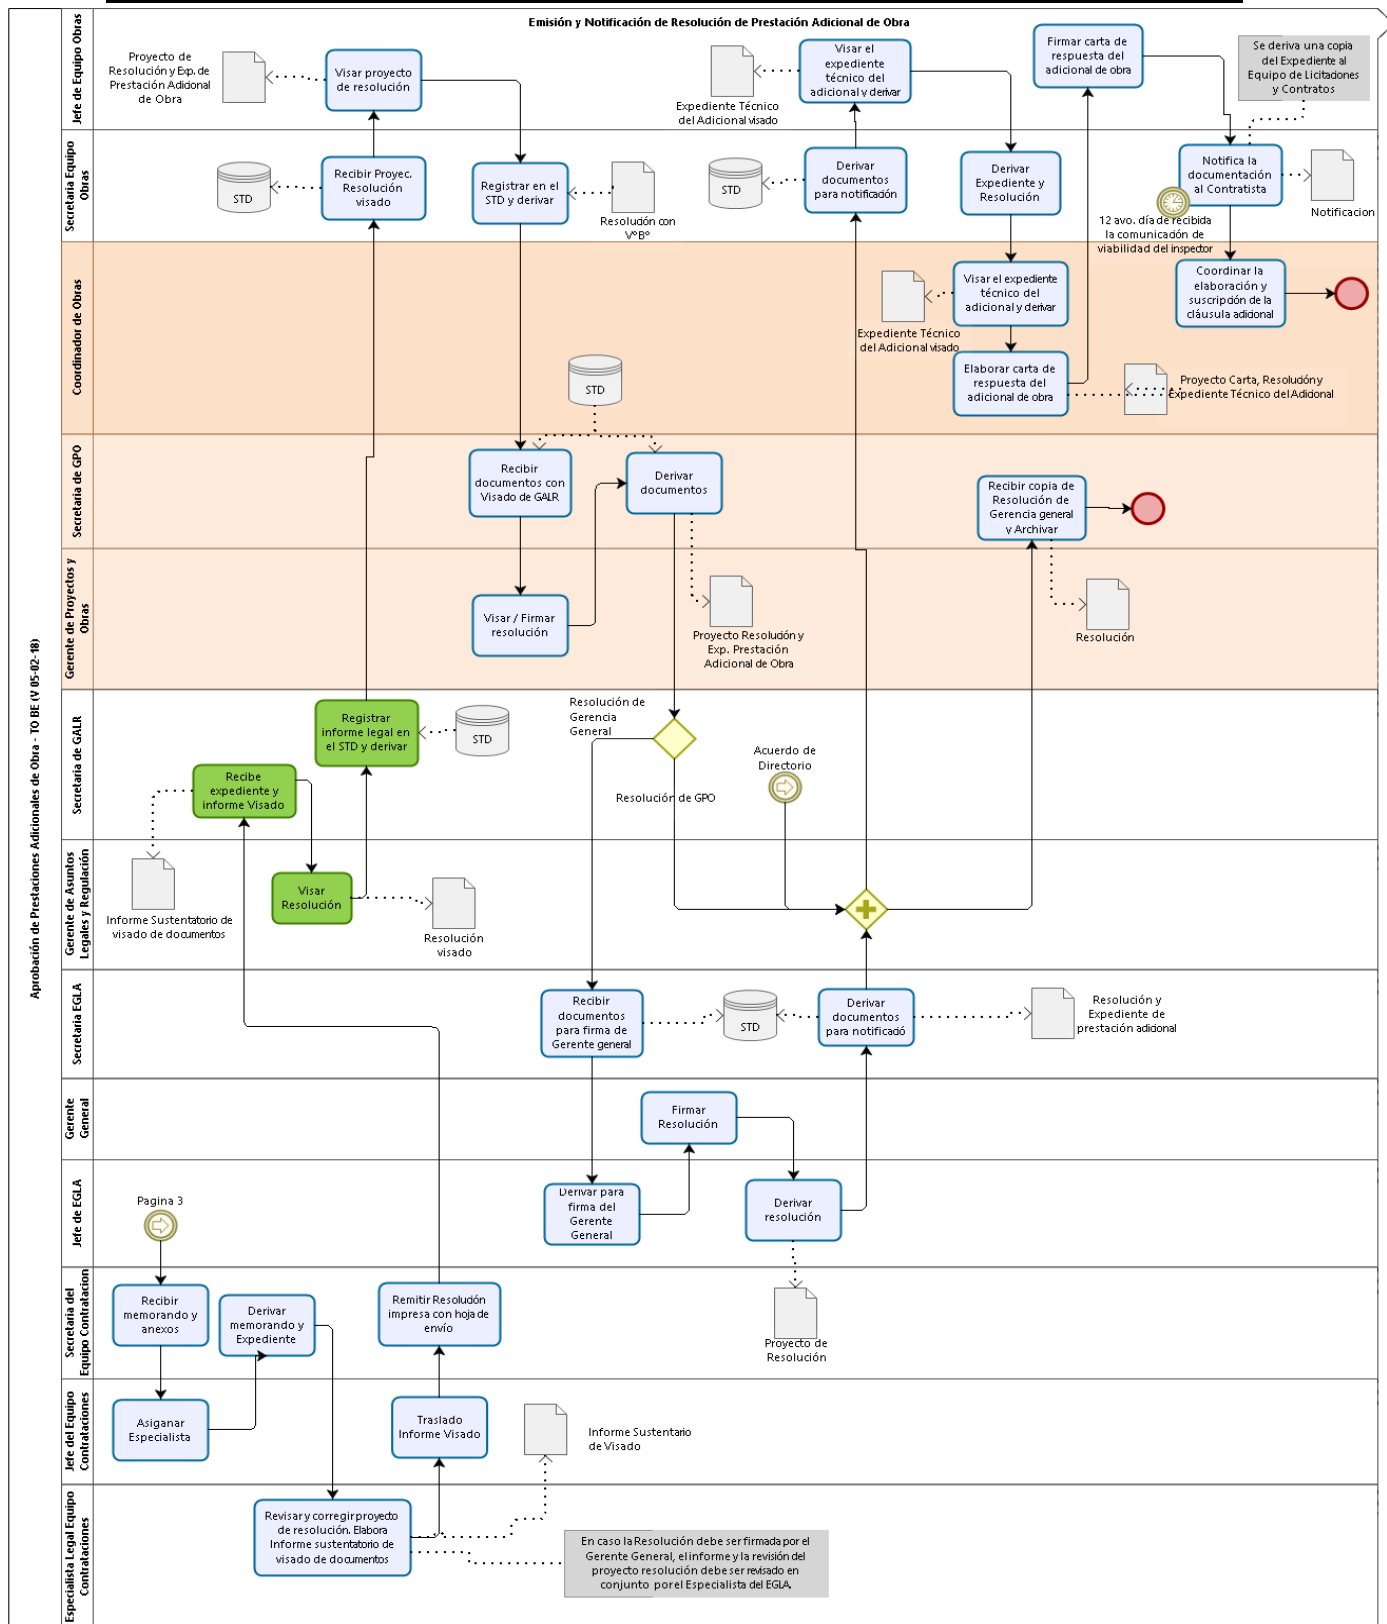 Emisión y Notificación de Resolución de Prestación Adicional de Obra
Aprobación de Prestaciones Adicionales de Obra - TO BE (V 05-02-18)
Jefe de Equipo Obras
Proyecto de
Resolución y Exp. de
Prestación Adicional
de Obra
Visar proyecto
de resolución
Expediente Técnico
del Adicional visado
Visar el
expediente
técnico del
adicional y derivar
Firmar carta de
respuesta del
adicional de obra
Se deriva una copia
del Expediente al
Equipo de Licitaciones
y Contratos
Secretaria Equipo
Obras
STD
Recibir Proyec.
Resolución
visado
Registrar en el
STD y derivar
Resolución con
VºBº
STD
Derivar
documentos
para notificación
Derivar
Expediente y
Resolución
Notifica la
documentación
al Contratista
12 avo. día de recibida
la comunicación de
viabilidad del inspector
Notificacion
Coordinador de Obras
STD
Visar el expediente
técnico del
adicional y derivar
Expediente Técnico
del Adicional visado
Elaborar carta de
respuesta del
adicional de obra
Proyecto Carta, Resolución y
Expediente Técnico del Adicional
Coordinar la
elaboración y
suscripción de la
cláusula adicional
Secretaria de GPO
Recibir
documentos con
Visado de GALR
Derivar
documentos
Recibir copia de
Resolución de
Gerencia general
y Archivar
Gerente de Proyectos y
Obras
Visar / Firmar
resolución
Proyecto Resolución y
Exp. Prestación
Adicional de Obra
Resolución
Secretaria de GALR
Registrar
informe legal en
el STD y derivar
STD
Recibe
expediente y
informe Visado
Resolución de
Gerencia
General
Resolución de GPO
Acuerdo de
Directorio
Gerente de Asuntos
Legales y Regulación
Informe Sustentatorio de
visado de documentos
Visar
Resolución
Resolución
visado
Secretaria EGLA
Recibir
documentos
para firma de
Gerente general
STD
Derivar
documentos
para notificació
Resolución y
Expediente de
prestación adicional
Gerente
General
Firmar
Resolución
Jefe de EGLA
Pagina 3
Derivar para
firma del
Gerente
General
Derivar
resolución
Secretaria del
Equipo Contratacion
Recibir
memorando y
anexos
Derivar
memorando y
Expediente
Remitir Resolución
impresa con hoja de
envío
Proyecto de
Resolución
Jefe del Equipo
Contrataciones
Asiganar
Especialista
Traslado
Informe Visado
Informe Sustentario
de Visado
Especialista Legal Equipo
Contrataciones
Revisar y corregir proyecto
de resolución. Elabora
Informe sustentatorio de
visado de documentos
En caso la Resolución debe ser firmada por el
Gerente General, el informe y la revisión del
proyecto resolución debe ser revisado en
conjunto por el Especialista del EGLA.